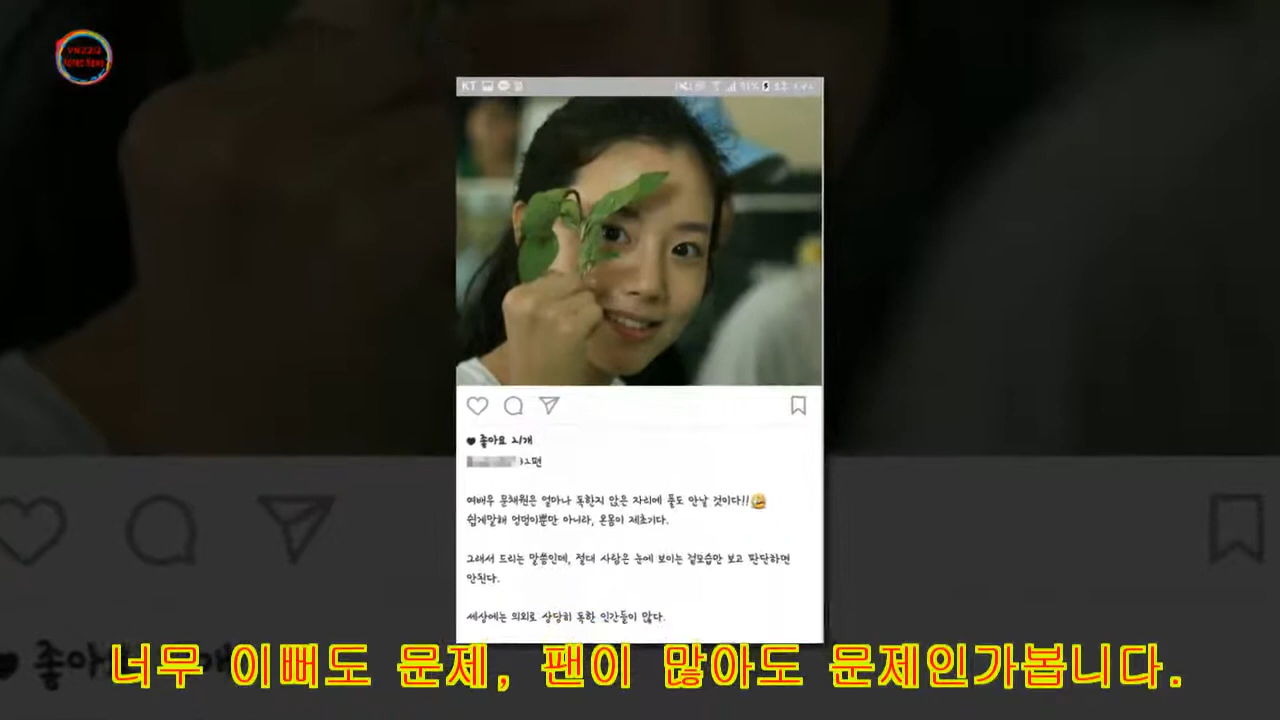 VNZZIQ
KT
좋아요 21개
32편
여배우 문채원은 얼마나 독한지 앉은 자리에 풀도 안날 것이다!!
쉽게말해 엉덩이뿐만 아니라, 온몸이 제초기다.
그래서 드리는 말씀인데, 절대 사람은 눈에 보이는 겉모습만 보고 판단하면
안된다.
세상에는 의외로 상당히 독한 인간들이 많다.
너무 이뻐도 문제, 팬이 많아도 문제인가봅니다.